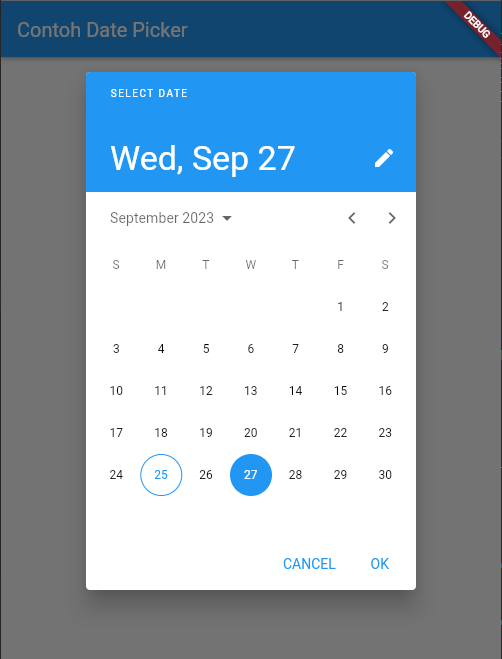 Contoh Date Picker
DEBUG
SELECT DATE
Wed, Sep 27
September 2023
S M T W T F S
1 2
3 4 5 6 7 8 9
10 11 12 13 14 15 16
17 18 19 20 21 22 23
24 25 26 27 28 29 30
CANCEL OK